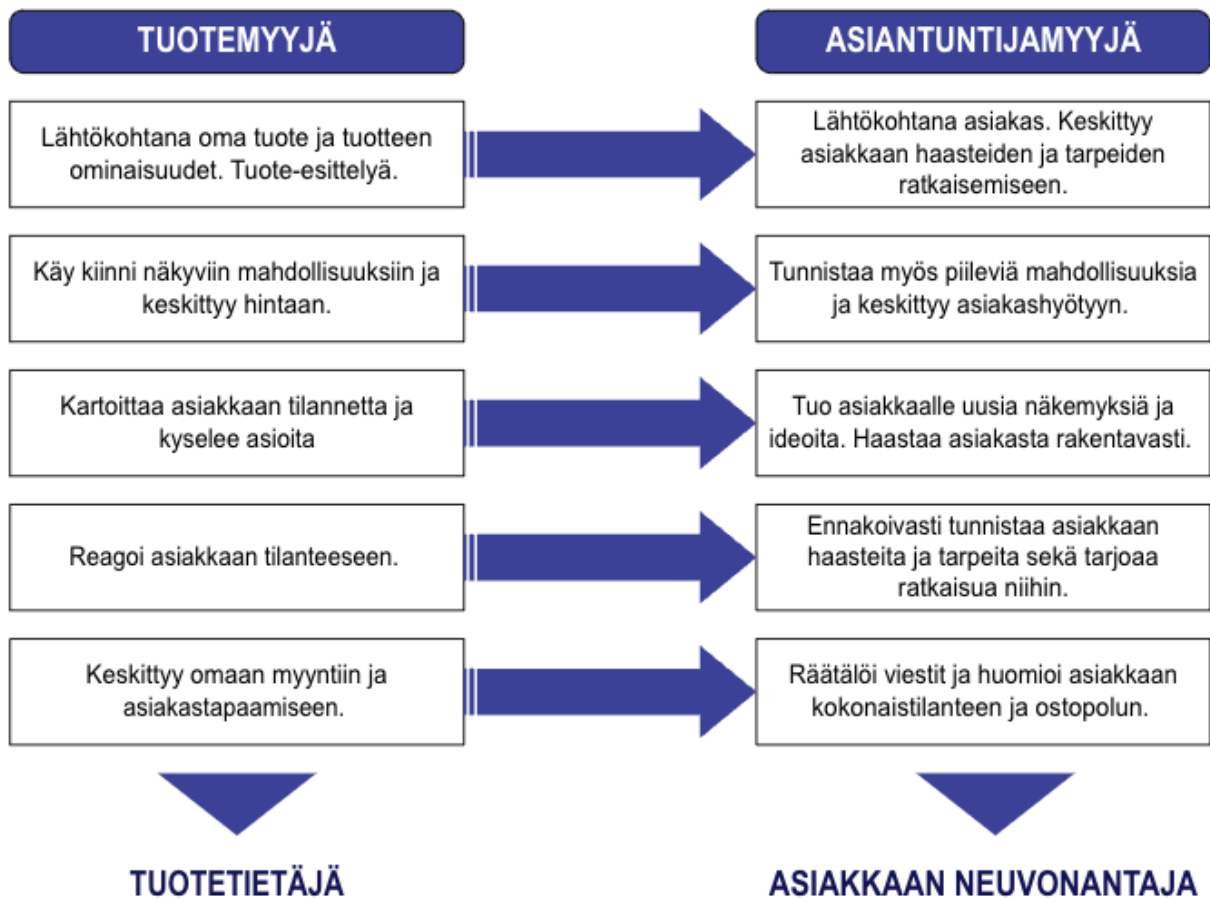 TUOTEMYYJÄ
ASIANTUNTIJAMYYJÄ
Lähtökohtana oma tuote ja tuotteen
ominaisuudet. Tuote-esittelyä.
Lähtökohtana asiakas. Keskittyy
asiakkaan haasteiden ja tarpeiden
ratkaisemiseen.
Käy kiinni näkyviin mahdollisuuksiin ja
keskittyy hintaan.
Tunnistaa myös piileviä mahdollisuuksia
ja keskittyy asiakashyötyyn.
Kartoittaa asiakkaan tilannetta ja
kyselee asioita
Tuo asiakkaalle uusia näkemyksiä ja
ideoita. Haastaa asiakasta rakentavasti.
Reagoi asiakkaan tilanteeseen.
Ennakoivasti tunnistaa asiakkaan
haasteita ja tarpeita sekä tarjoaa
ratkaisua niihin.
Keskittyy omaan myyntiin ja
asiakastapaamiseen.
Räätälöi viestit ja huomioi asiakkaan
kokonaistilanteen ja ostopolun.
TUOTETIETÄJÄ
ASIAKKAAN NEUVONANTAJA